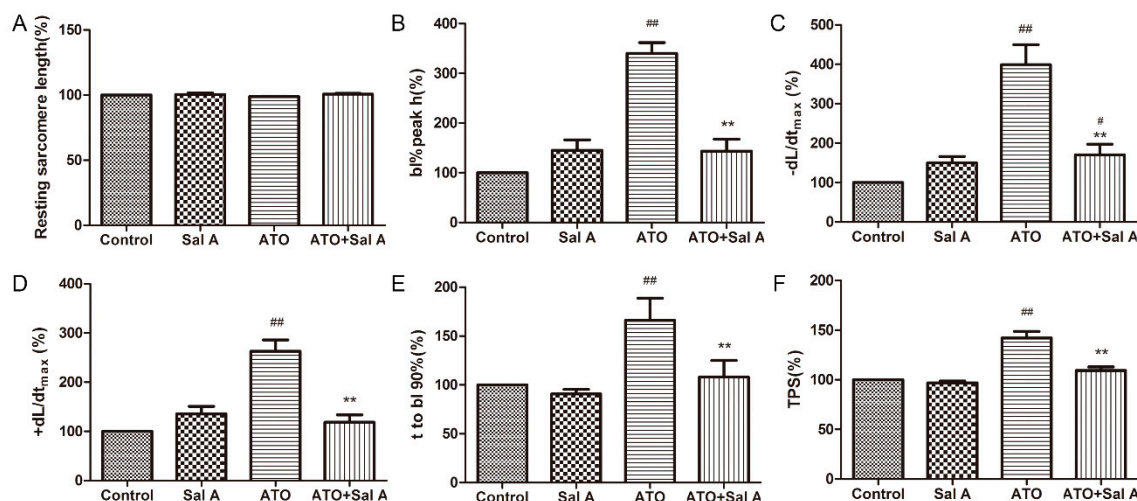 A
Resting sarcomere length(%)
150
100
50
0
Control Sal A ATO ATO+Sal A
B
bl%peak h(%)
400
300
200
100
0
##
**
Control Sal A ATO ATO+Sal A
C
-dL/dtmax (%)
500
400
300
200
100
0
##
#
**
Control Sal A ATO ATO+Sal A
D
+dL/dtmax (%)
400
300
200
100
0
##
**
Control Sal A ATO ATO+Sal A
E
t to bl 90%(%)
200
150
100
50
0
##
**
Control Sal A ATO ATO+Sal A
F
TPS(%)
200
150
100
50
0
##
**
Control Sal A ATO ATO+Sal A